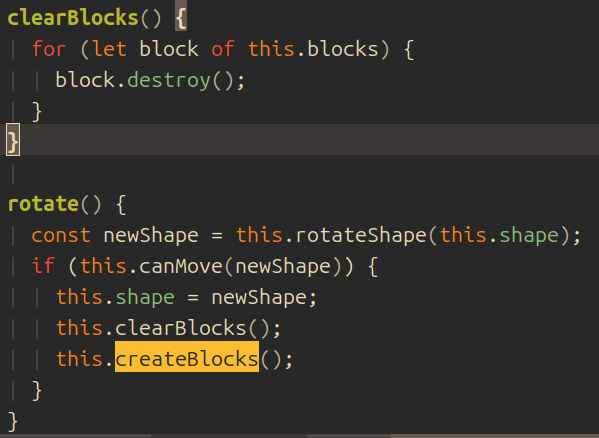 clearBlocks() {
  for (let block of this.blocks) {
    block.destroy();
  }
}

rotate() {
  const newShape = this.rotateShape(this.shape);
  if (this.canMove(newShape)) {
    this.shape = newShape;
    this.clearBlocks();
    this.createBlocks();
  }
}